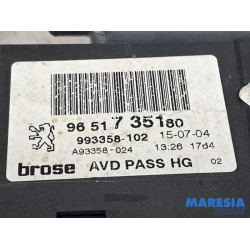 96 51 7 351 80
993358-102 15-07-04
A93358-024 13:26 1764
brose AVD PASS HG 02
MARESIA